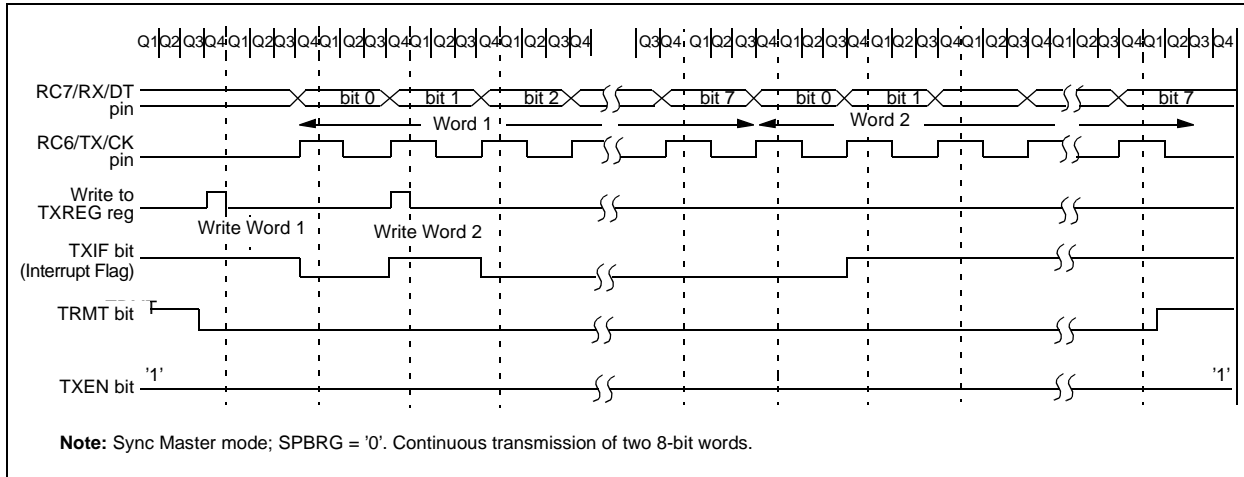 Q1 Q2 Q3 Q4 Q1 Q2 Q3 Q4 Q1 Q2 Q3 Q4 Q1 Q2 Q3 Q4 Q1 Q2 Q3 Q4 Q3 Q4 Q1 Q2 Q3 Q4 Q1 Q2 Q3 Q4 Q1 Q2 Q3 Q4 Q1 Q2 Q3 Q4 Q1 Q2 Q3 Q4 Q1 Q2 Q3 Q4
RC7/RX/DT
pin
bit 0 bit 1 bit 2 bit 7 bit 0 bit 1 bit 7
Word 1 Word 2
RC6/TX/CK
pin
Write to
TXREG reg
Write Word 1 Write Word 2
TXIF bit
(Interrupt Flag)
TRMT bit
TXEN bit '1' '1'
Note: Sync Master mode; SPBRG = '0'. Continuous transmission of two 8-bit words.